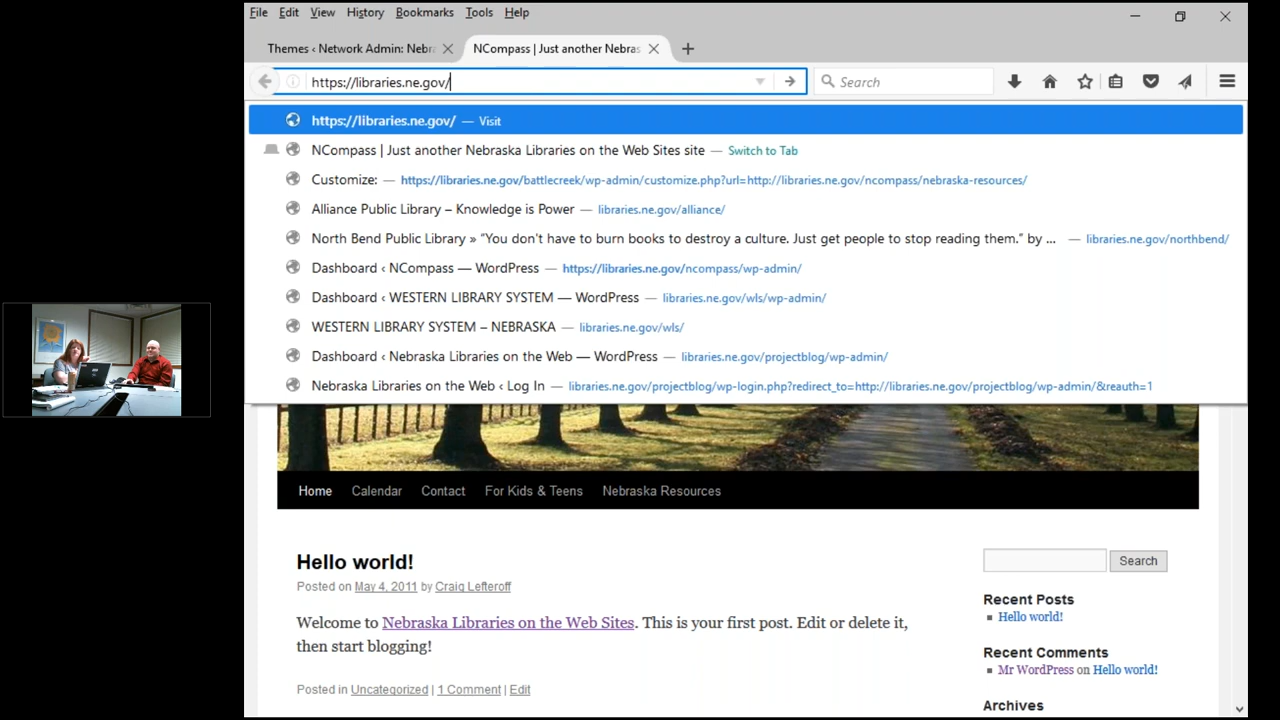 File Edit View History Bookmarks Tools Help
Themes ‹ Network Admin: Nebra
NCompass | Just another Nebras
https://libraries.ne.gov/
Search
https://libraries.ne.gov/ — Visit
NCompass | Just another Nebraska Libraries on the Web Sites site — Switch to Tab
Customize: — https://libraries.ne.gov/battlecreek/wp-admin/customize.php?url=http://libraries.ne.gov/ncompass/nebraska-resources/
Alliance Public Library – Knowledge is Power — libraries.ne.gov/alliance/
North Bend Public Library » “You don't have to burn books to destroy a culture. Just get people to stop reading them.” by ... — libraries.ne.gov/northbend/
Dashboard ‹ NCompass — WordPress — https://libraries.ne.gov/ncompass/wp-admin/
Dashboard ‹ WESTERN LIBRARY SYSTEM — WordPress — libraries.ne.gov/wls/wp-admin/
WESTERN LIBRARY SYSTEM – NEBRASKA — libraries.ne.gov/wls/
Dashboard ‹ Nebraska Libraries on the Web — WordPress — libraries.ne.gov/projectblog/wp-admin/
Nebraska Libraries on the Web ‹ Log In — libraries.ne.gov/projectblog/wp-login.php?redirect_to=http://libraries.ne.gov/projectblog/wp-admin/&reauth=1
Home Calendar Contact For Kids & Teens Nebraska Resources
Hello world!
Posted on May 4, 2011 by Craig Lefteroff
Welcome to Nebraska Libraries on the Web Sites. This is your first post. Edit or delete it,
then start blogging!
Posted in Uncategorized | 1 Comment | Edit
Search
Recent Posts
Hello world!
Recent Comments
Mr WordPress on Hello world!
Archives